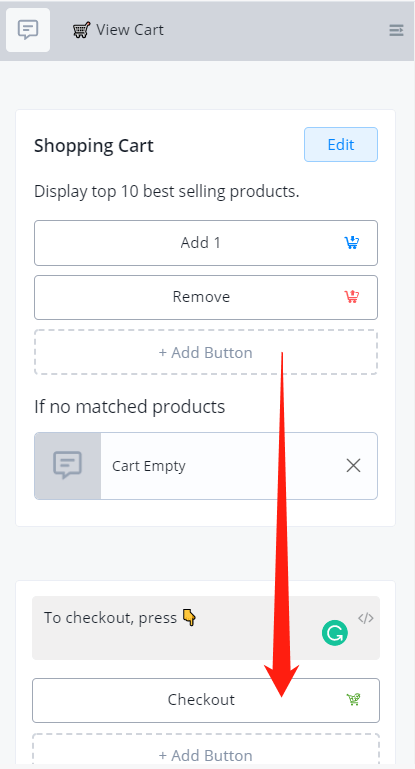 View Cart
Shopping Cart
Edit
Display top 10 best selling products.
Add 1
Remove
+ Add Button
If no matched products
Cart Empty
To checkout, press
Checkout
+ Add Button